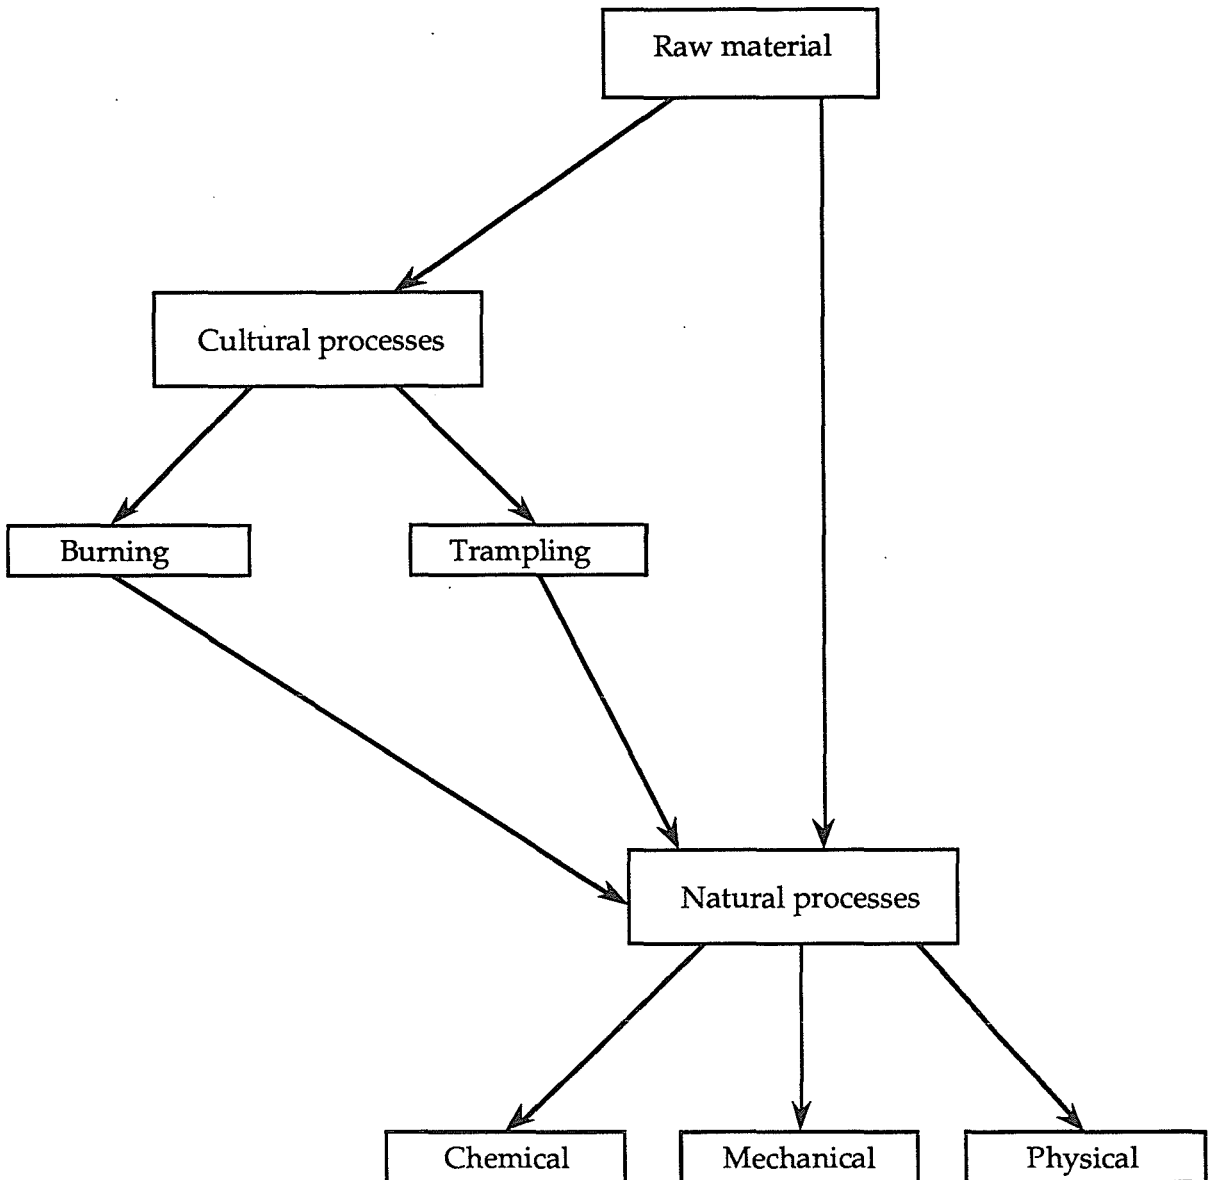 Raw material
Cultural processes
Burning
Trampling
Natural processes
Chemical
Mechanical
Physical